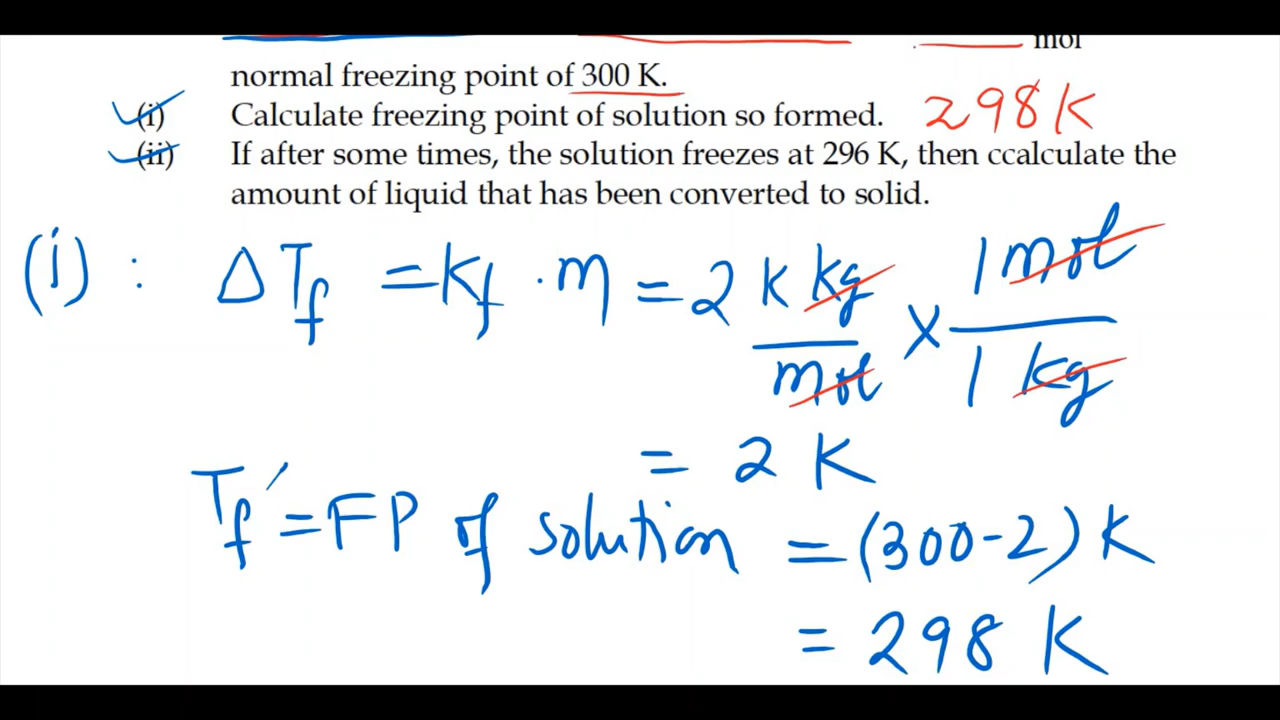 mol
normal freezing point of 300 K.
(i) Calculate freezing point of solution so formed. 298 K
(ii) If after some times, the solution freezes at 296 K, then ccalculate the
amount of liquid that has been converted to solid.
(i) : ΔTf = Kf · m = 2 K kg / mol × 1 mol / 1 kg
= 2 K
Tf' = FP of solution = (300-2) K
= 298 K